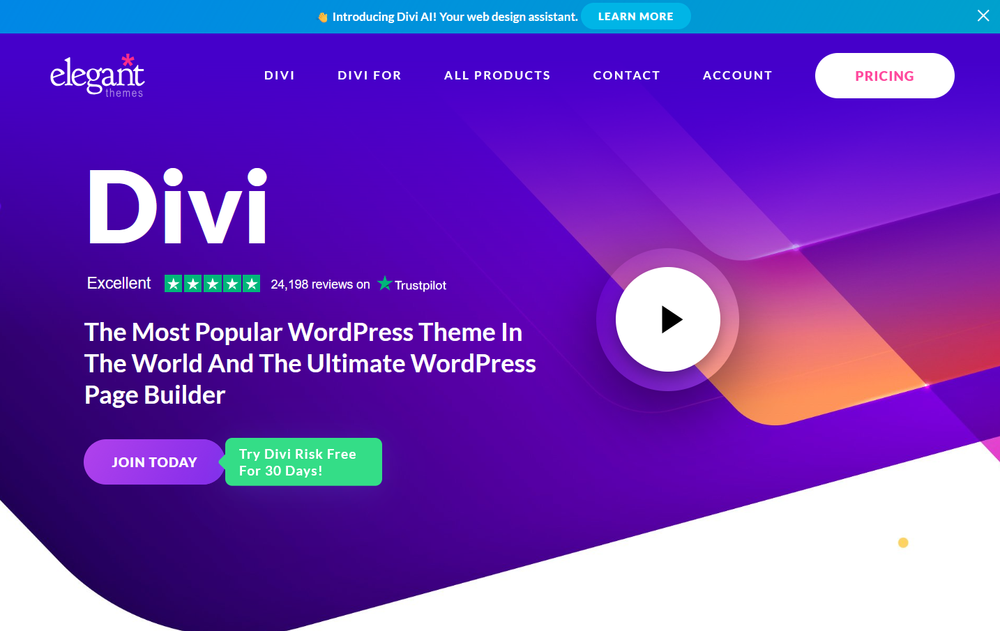 👋 Introducing Divi AI! Your web design assistant. LEARN MORE
elegant themes
DIVI
DIVI FOR
ALL PRODUCTS
CONTACT
ACCOUNT
PRICING
Divi
Excellent 24,198 reviews on Trustpilot
The Most Popular WordPress Theme In
The World And The Ultimate WordPress
Page Builder
JOIN TODAY
Try Divi Risk Free
For 30 Days!